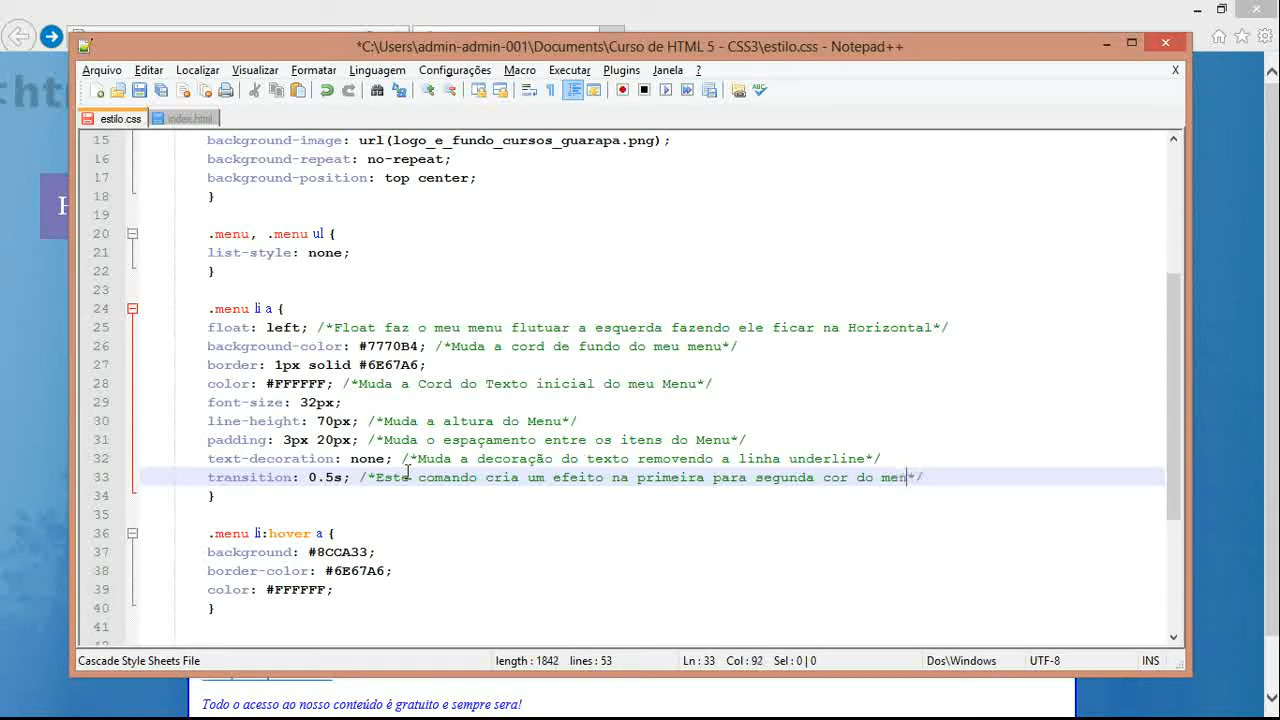 *C:\Users\admin-admin-001\Documents\Curso de HTML 5 - CSS3\estilo.css - Notepad++
Arquivo Editar Localizar Visualizar Formatar Linguagem Configurações Macro Executar Plugins Janela ? X
estilo.css index.html
15 background-image: url(logo_e_fundo_cursos_guarapa.png);
16 background-repeat: no-repeat;
17 background-position: top center;
18 }
19
20 .menu, .menu ul {
21 list-style: none;
22 }
23
24 .menu li a {
25 float: left; /*Float faz o meu menu flutuar a esquerda fazendo ele ficar na Horizontal*/
26 background-color: #7770B4; /*Muda a cord de fundo do meu menu*/
27 border: 1px solid #6E67A6;
28 color: #FFFFFF; /*Muda a Cord do Texto inicial do meu Menu*/
29 font-size: 32px;
30 line-height: 70px; /*Muda a altura do Menu*/
31 padding: 3px 20px; /*Muda o espaçamento entre os itens do Menu*/
32 text-decoration: none; /*Muda a decoração do texto removendo a linha underline*/
33 transition: 0.5s; /*Este comando cria um efeito na primeira para segunda cor do men*/
34 }
35
36 .menu li:hover a {
37 background: #8CCA33;
38 border-color: #6E67A6;
39 color: #FFFFFF;
40 }
41
Cascade Style Sheets File length : 1842 lines : 53 Ln : 33 Col : 92 Sel : 0 | 0 Dos\Windows UTF-8 INS
Todo o acesso ao nosso conteúdo é gratuito e sempre sera!